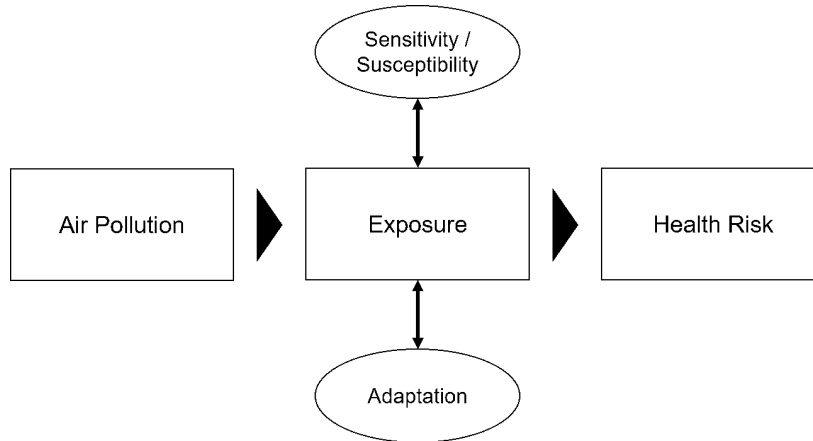 Sensitivity /
Susceptibility
Air Pollution
Exposure
Health Risk
Adaptation